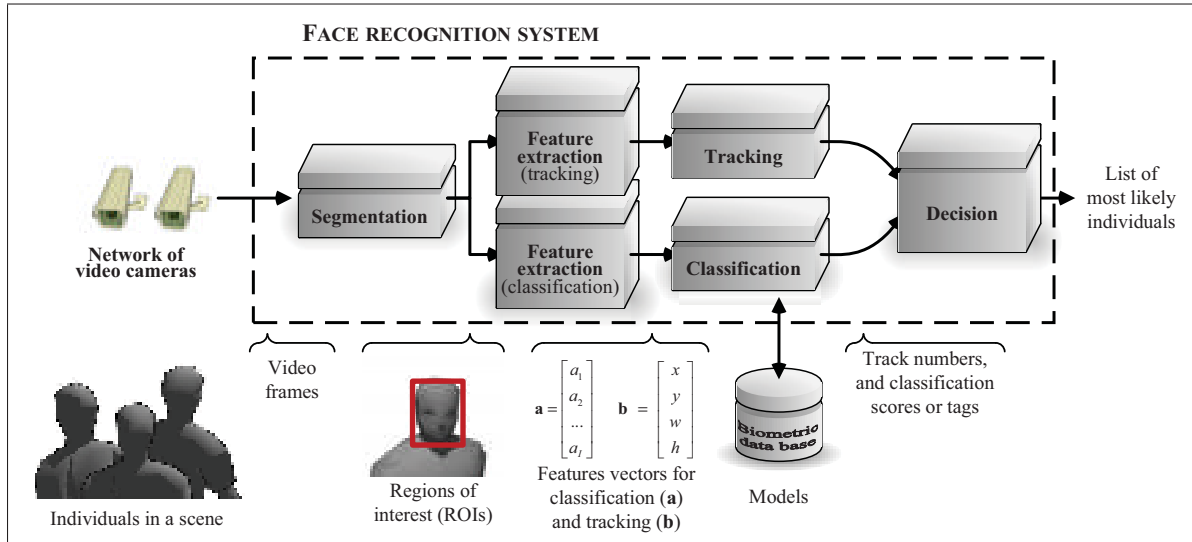 FACE RECOGNITION SYSTEM
Feature
extraction
(tracking)
Tracking
Segmentation
Decision
List of
most likely
individuals
Network of
video cameras
Feature
extraction
(classification)
Classification
Video
frames
Track numbers,
and classification
scores or tags
a = [ a1 a2 ... aI ]
b = [ x y w h ]
Biometric
data base
Regions of
interest (ROIs)
Features vectors for
classification (a)
and tracking (b)
Models
Individuals in a scene